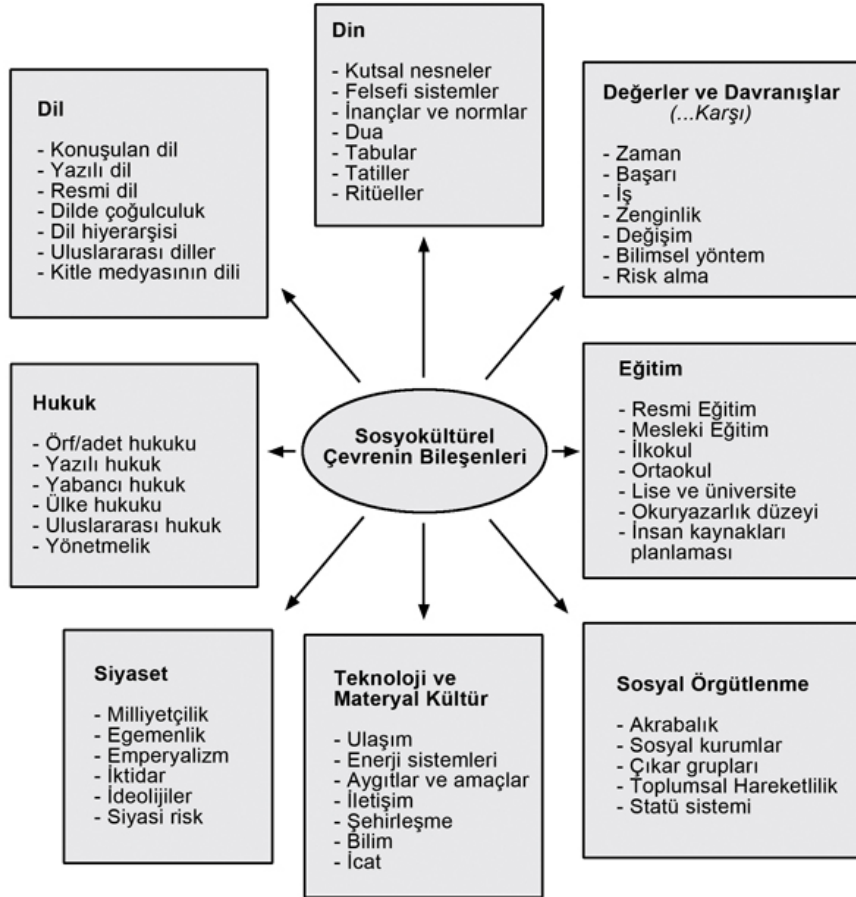 Din
- Kutsal nesneler
- Felsefi sistemler
- İnançlar ve normlar
- Dua
- Tabular
- Tatiller
- Ritüeller
Dil
- Konuşulan dil
- Yazılı dil
- Resmi dil
- Dilde çoğulculuk
- Dil hiyerarşisi
- Uluslararası diller
- Kitle medyasının dili
Değerler ve Davranışlar
(...Karşı)
- Zaman
- Başarı
- İş
- Zenginlik
- Değişim
- Bilimsel yöntem
- Risk alma
Hukuk
- Örf/adet hukuku
- Yazılı hukuk
- Yabancı hukuk
- Ülke hukuku
- Uluslararası hukuk
- Yönetmelik
Sosyokültürel
Çevrenin Bileşenleri
Eğitim
- Resmi Eğitim
- Mesleki Eğitim
- İlkokul
- Ortaokul
- Lise ve üniversite
- Okuryazarlık düzeyi
- İnsan kaynakları
planlaması
Siyaset
- Milliyetçilik
- Egemenlik
- Emperyalizm
- İktidar
- İdeolijiler
- Siyasi risk
Teknoloji ve
Materyal Kültür
- Ulaşım
- Enerji sistemleri
- Aygıtlar ve amaçlar
- İletişim
- Şehirleşme
- Bilim
- İcat
Sosyal Örgütlenme
- Akrabalık
- Sosyal kurumlar
- Çıkar grupları
- Toplumsal Hareketlilik
- Statü sistemi